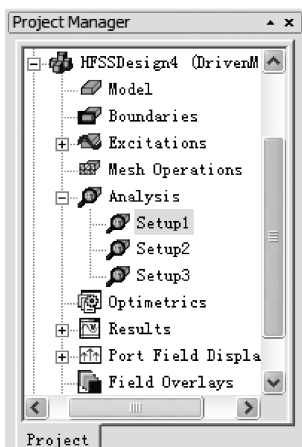 Project Manager
HFSSDesign4 (DrivenM
Model
Boundaries
Excitations
Mesh Operations
Analysis
Setup1
Setup2
Setup3
Optimetrics
Results
Port Field Displa
Field Overlays
Project